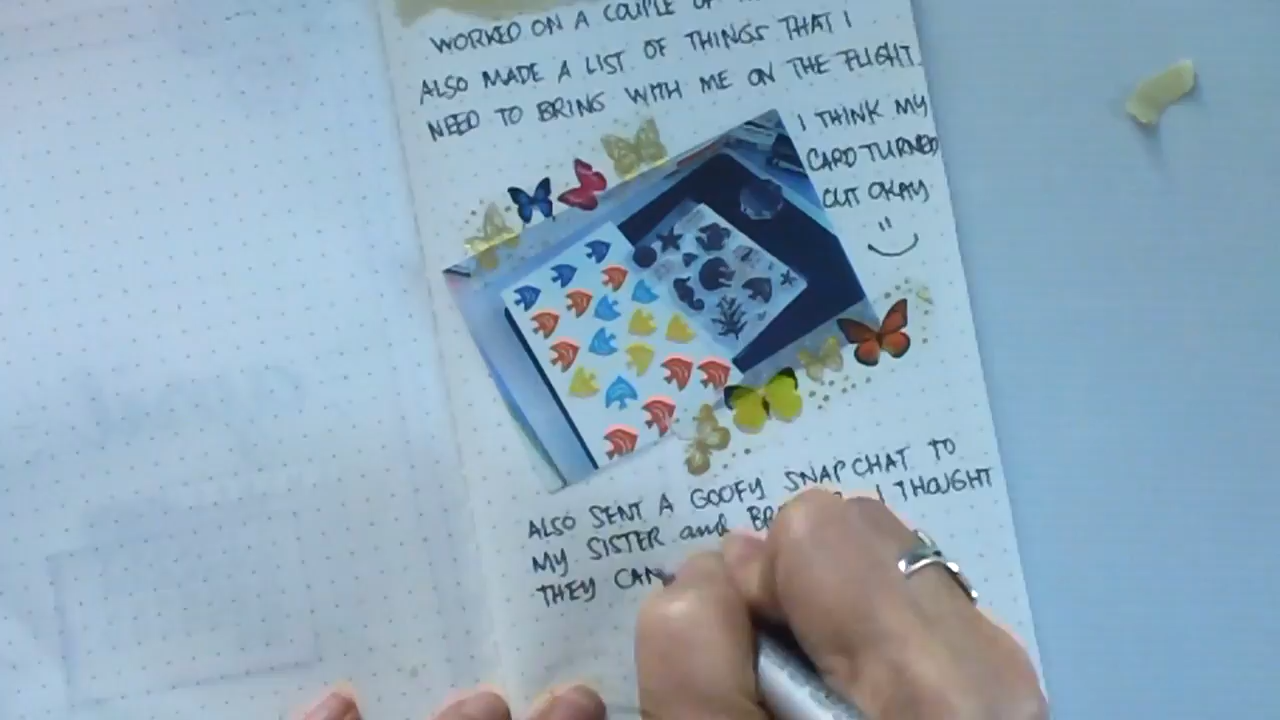 WORKED ON A COUPLE OF
ALSO MADE A LIST OF THINGS THAT I
NEED TO BRING WITH ME ON THE FLIGHT.
I THINK MY
CARD TURNED
OUT OKAY
ALSO SENT A GOOFY SNAPCHAT TO
MY SISTER and I THOUGHT
THEY CAN